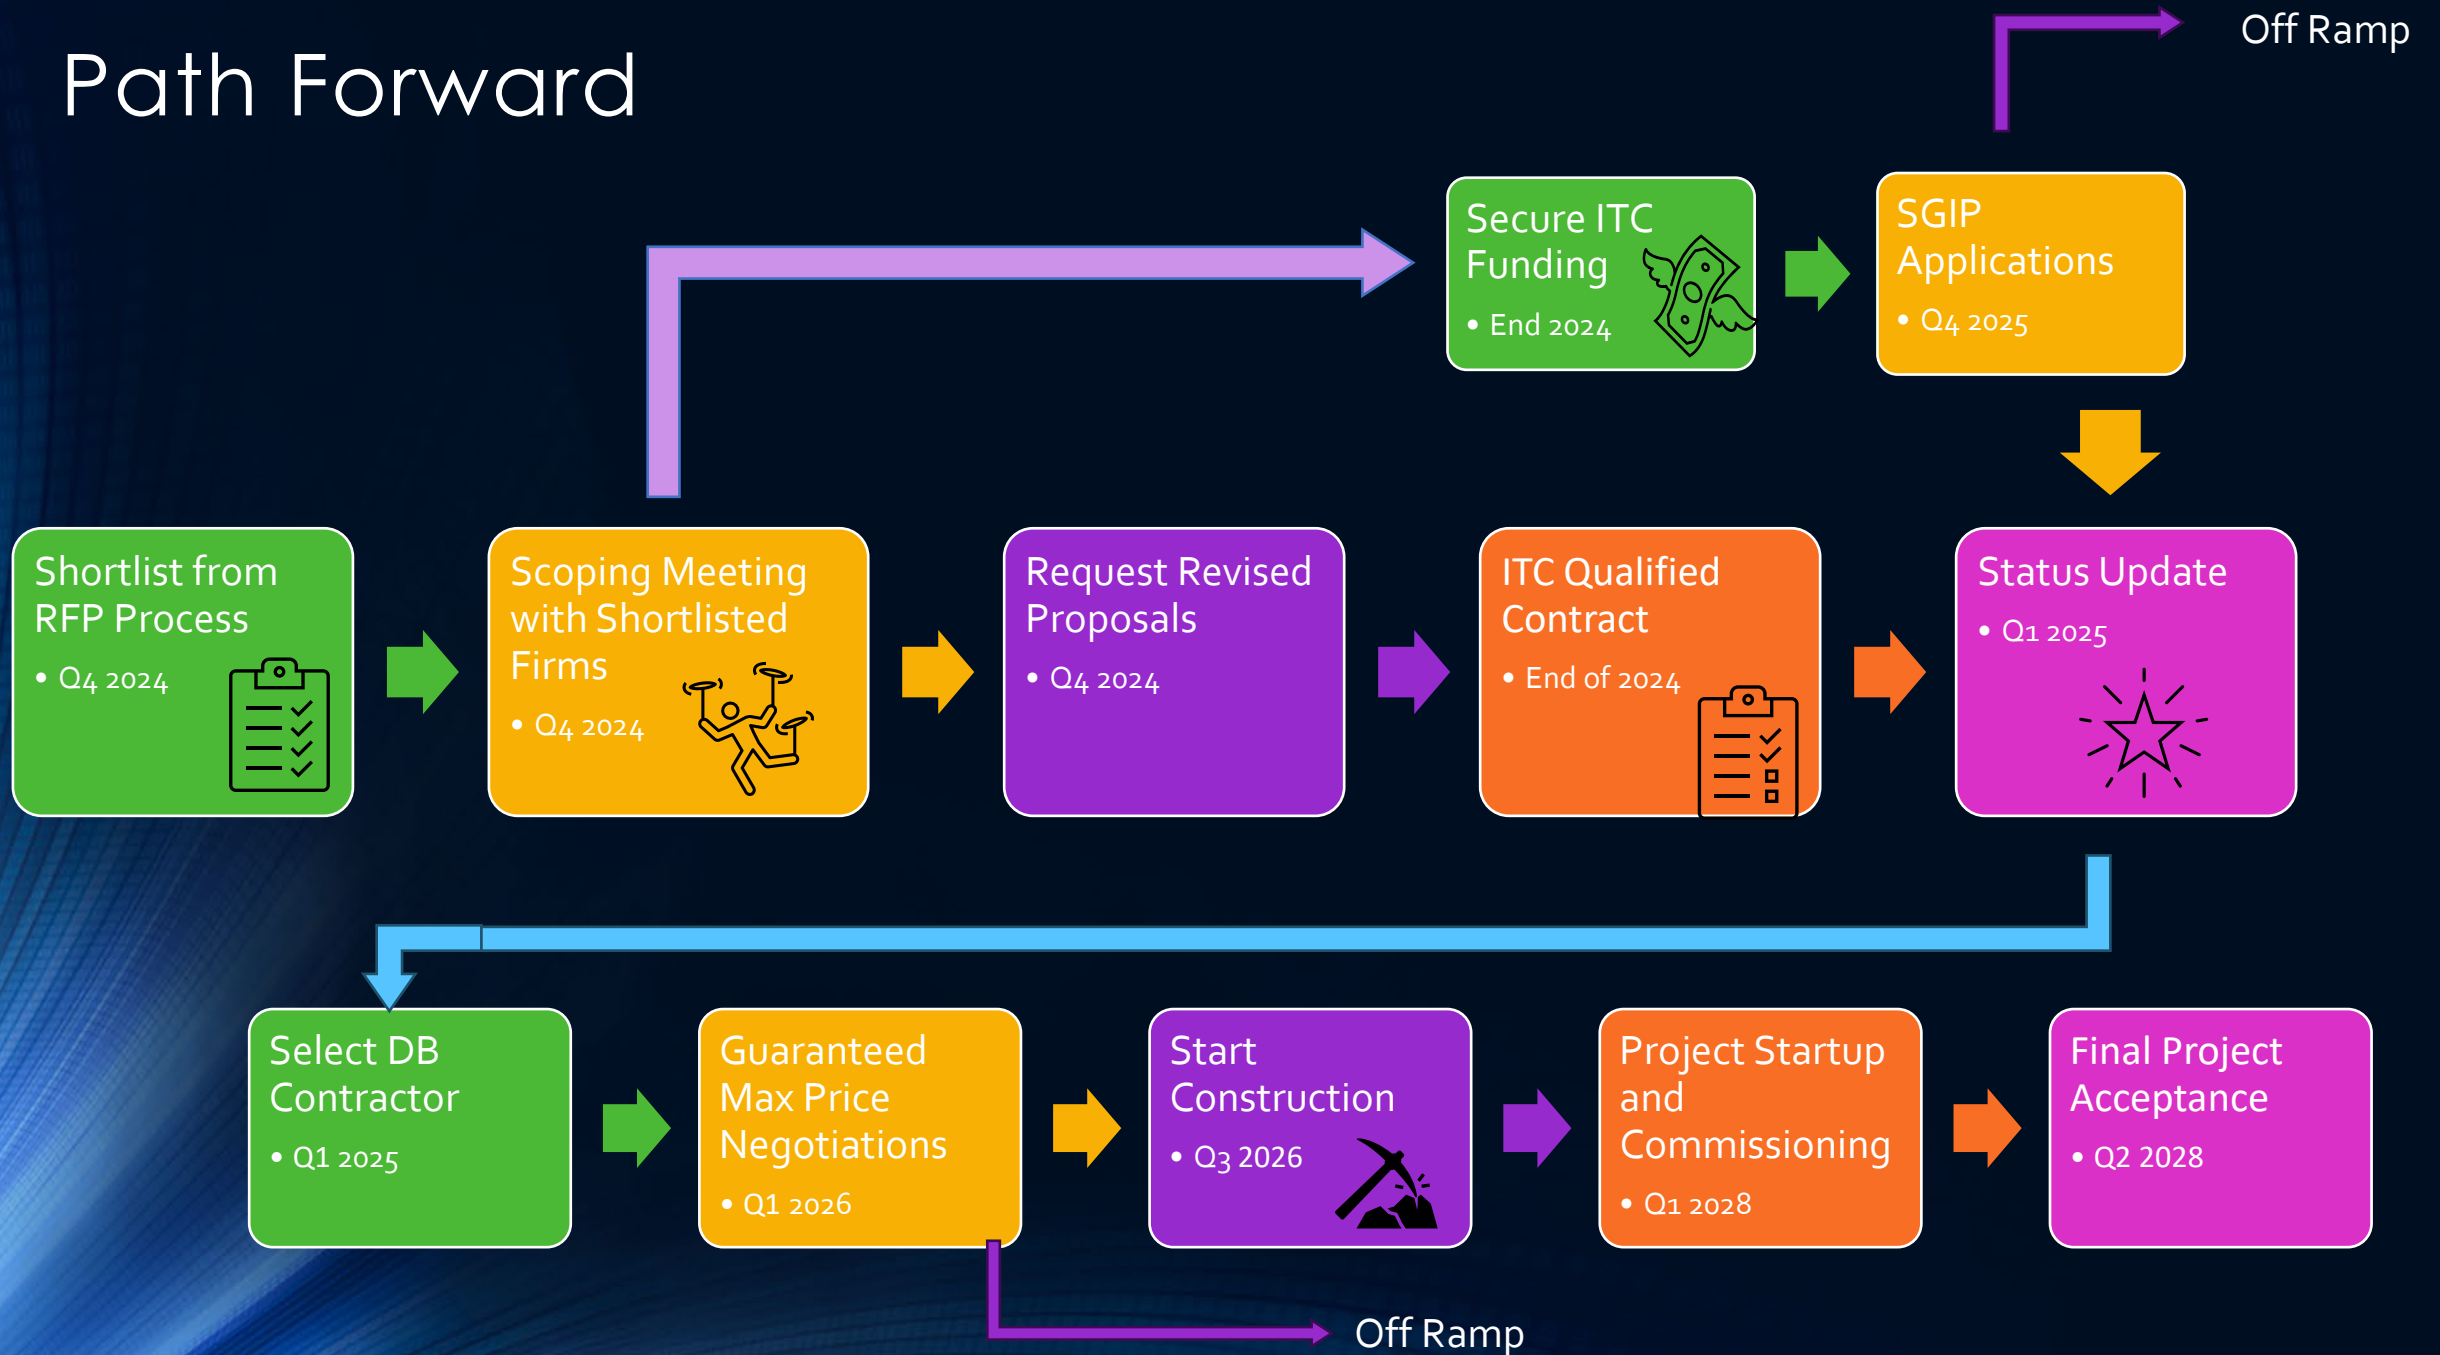 Path Forward
Off Ramp
Secure ITC
Funding
• End 2024
SGIP
Applications
• Q4 2025
Shortlist from
RFP Process
• Q4 2024
Scoping Meeting
with Shortlisted
Firms
• Q4 2024
Request Revised
Proposals
• Q4 2024
ITC Qualified
Contract
• End of 2024
Status Update
• Q1 2025
Select DB
Contractor
• Q1 2025
Guaranteed
Max Price
Negotiations
• Q1 2026
Start
Construction
• Q3 2026
Project Startup
and
Commissioning
• Q1 2028
Final Project
Acceptance
• Q2 2028
Off Ramp